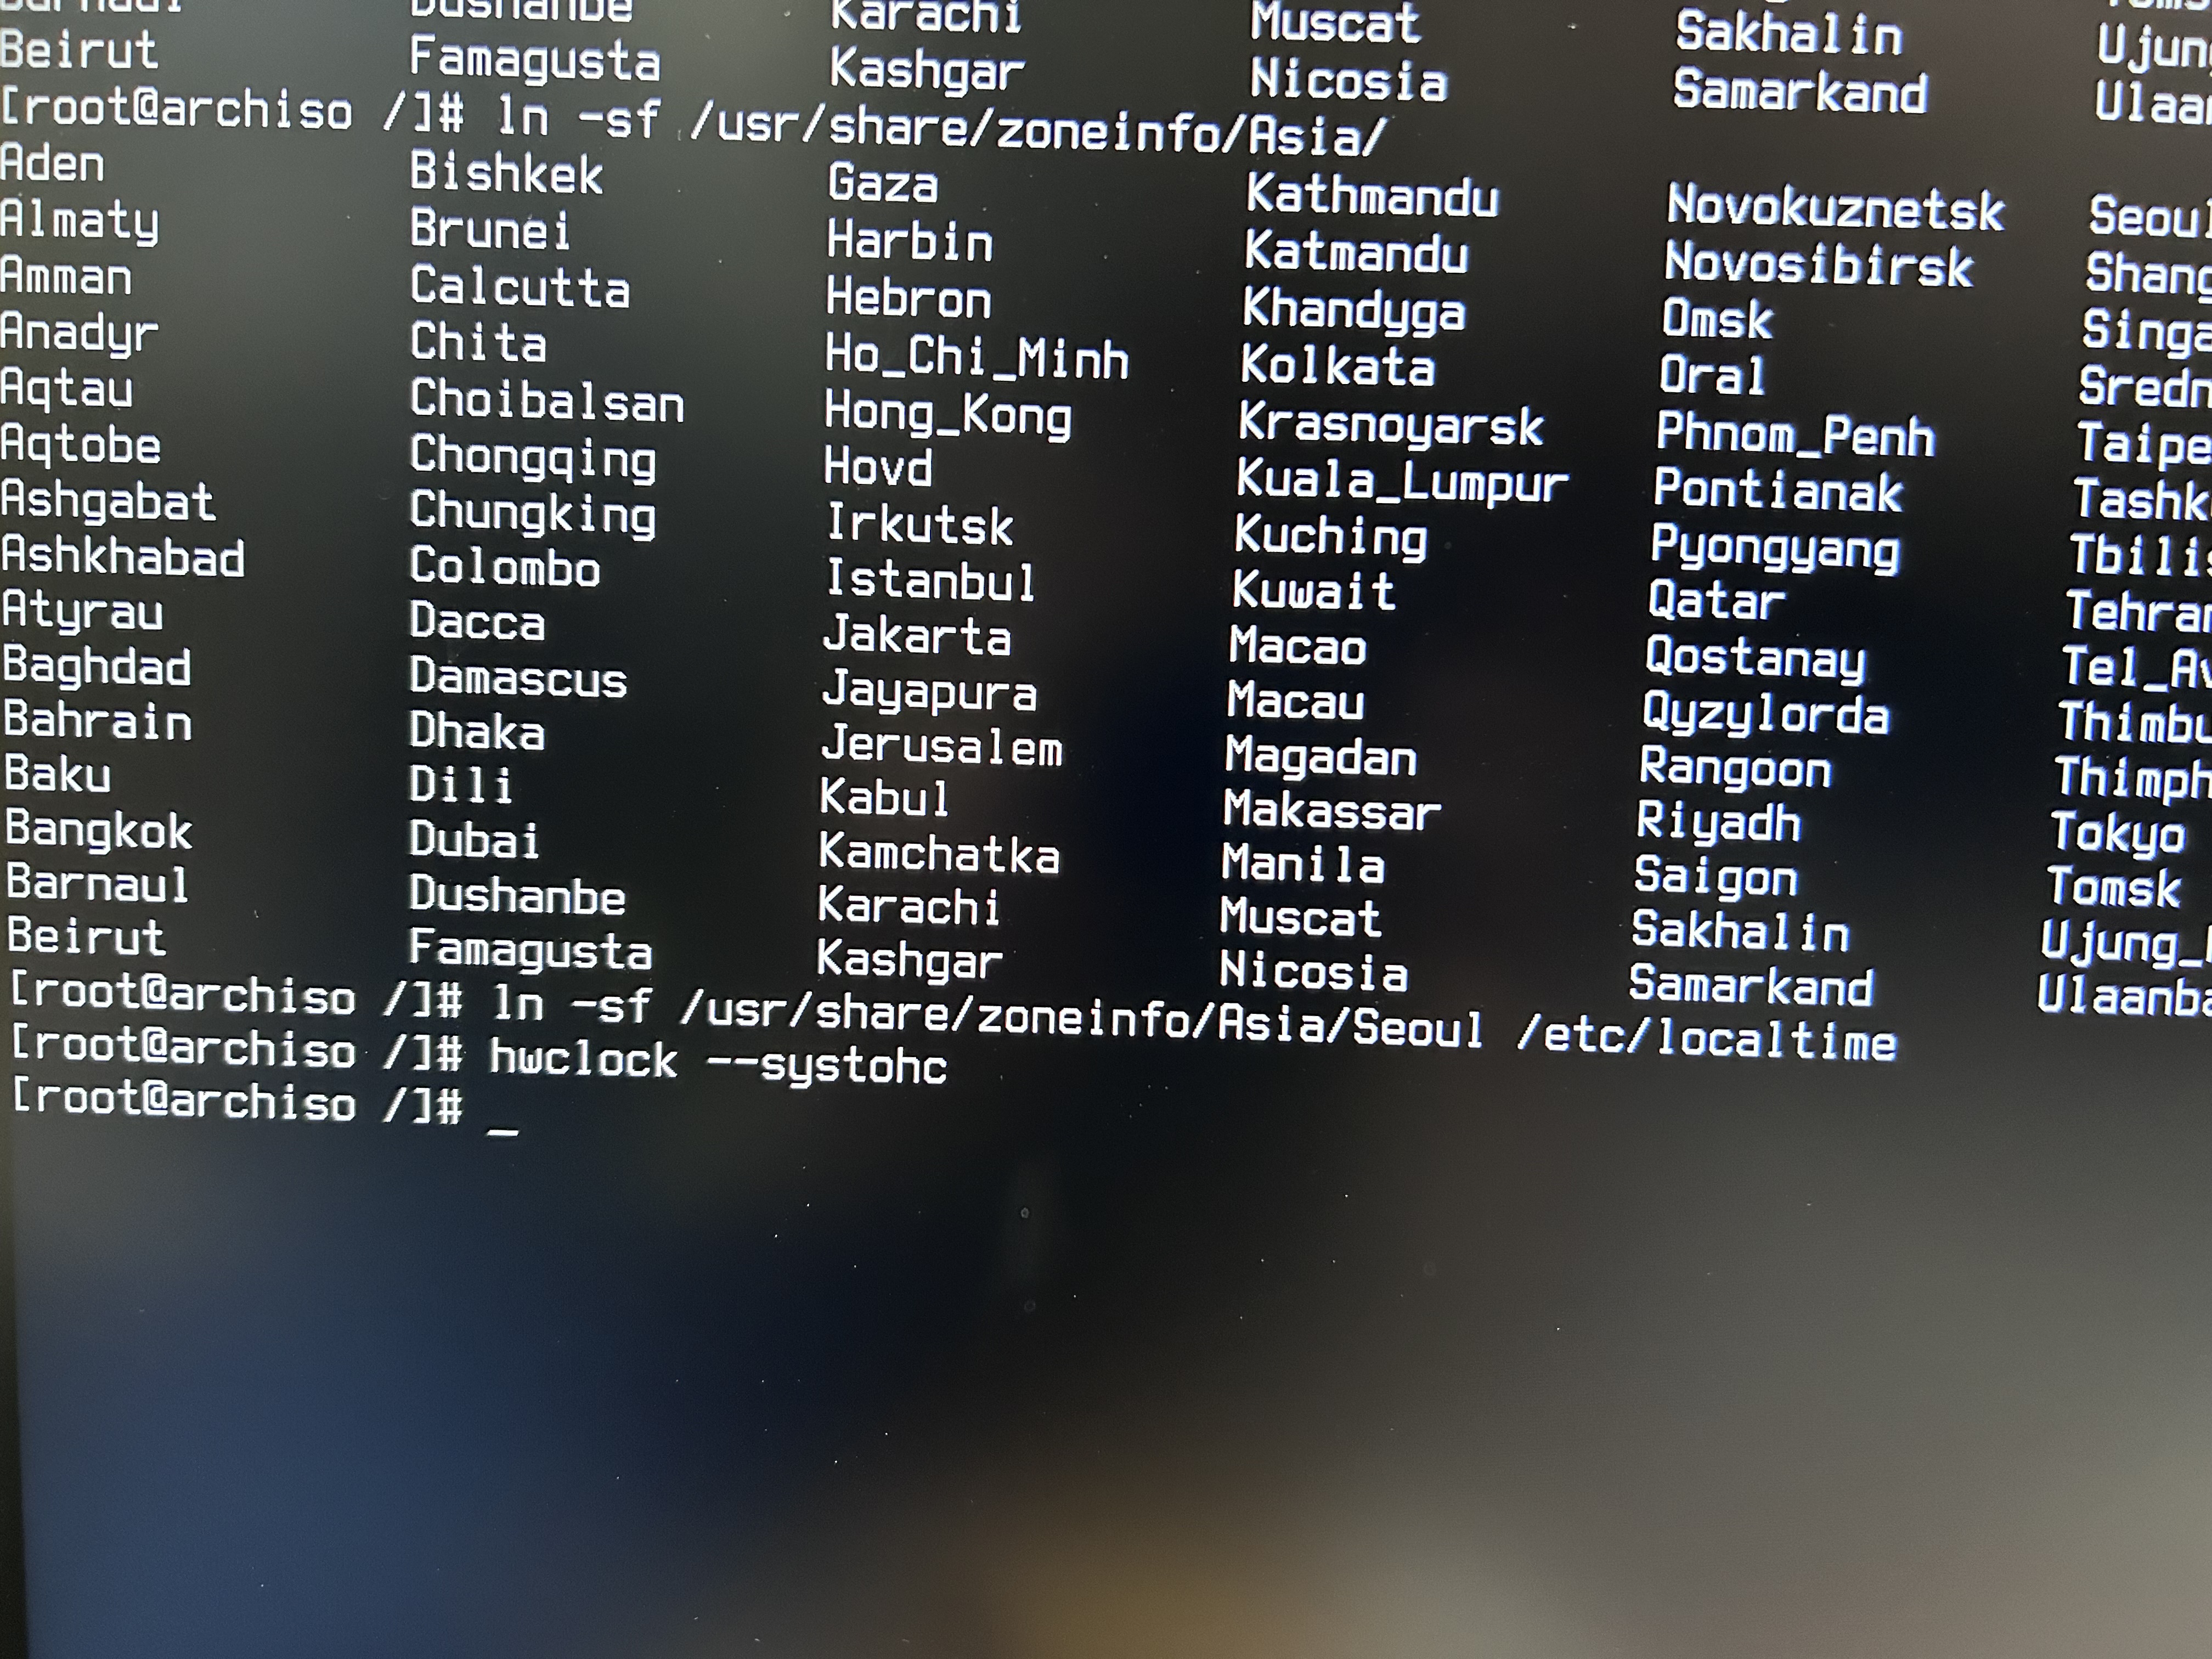 Beirut Famagusta Karachi Muscat Sakhalin
Kashgar Nicosia Samarkand
[root@archiso /]# ln -sf /usr/share/zoneinfo/Asia/
Aden Bishkek Gaza Kathmandu Novokuznetsk
Almaty Brunei Harbin Katmandu Novosibirsk
Amman Calcutta Hebron Khandyga Omsk
Anadyr Chita Ho_Chi_Minh Kolkata Oral
Aqtau Choibalsan Hong_Kong Krasnoyarsk Phnom_Penh
Aqtobe Chongqing Hovd Kuala_Lumpur Pontianak
Ashgabat Chungking Irkutsk Kuching Pyongyang
Ashkhabad Colombo Istanbul Kuwait Qatar
Atyrau Dacca Jakarta Macao Qostanay
Baghdad Damascus Jayapura Macau Qyzylorda
Bahrain Dhaka Jerusalem Magadan Rangoon
Baku Dili Kabul Makassar Riyadh Tokyo
Bangkok Dubai Kamchatka Manila Saigon Tomsk
Barnaul Dushanbe Karachi Muscat Sakhalin
Beirut Famagusta Kashgar Nicosia Samarkand
[root@archiso /]# ln -sf /usr/share/zoneinfo/Asia/Seoul /etc/localtime
[root@archiso /]# hwclock --systohc
[root@archiso /]# _